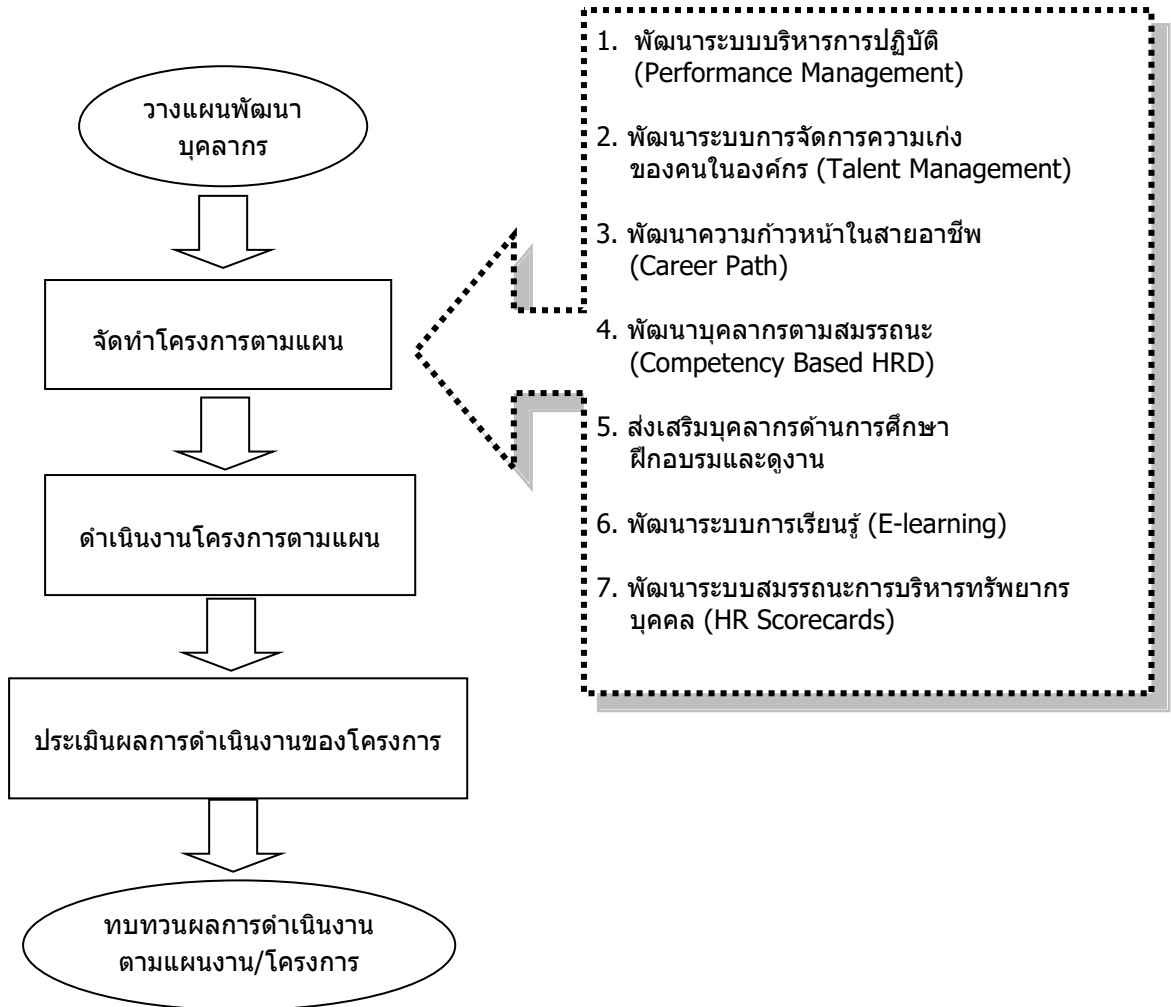 วางแผนพัฒนา
บุคลากร
จัดทำโครงการตามแผน
ดำเนินงานโครงการตามแผน
ประเมินผลการดำเนินงานของโครงการ
ทบทวนผลการดำเนินงาน
ตามแผนงาน/โครงการ
1. พัฒนาระบบบริหารการปฏิบัติ
(Performance Management)
2. พัฒนาระบบการจัดการความเก่ง
ของคนในองค์กร (Talent Management)
3. พัฒนาความก้าวหน้าในสายอาชีพ
(Career Path)
4. พัฒนาบุคลากรตามสมรรถนะ
(Competency Based HRD)
5. ส่งเสริมบุคลากรด้านการศึกษา
ฝึกอบรมและดูงาน
6. พัฒนาระบบการเรียนรู้ (E-learning)
7. พัฒนาระบบสมรรถนะการบริหารทรัพยากร
บุคคล (HR Scorecards)